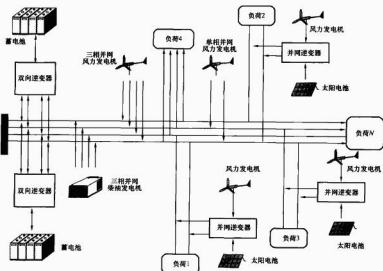 蓄电池
双向逆变器
三相并网
风力发电机
负荷4
单相并网
风力发电机
负荷2
风力发电机
并网逆变器
太阳电池
负荷N
双向逆变器
蓄电池
三相并网
柴油发电机
负荷1
风力发电机
并网逆变器
太阳电池
负荷3
风力发电机
并网逆变器
太阳电池